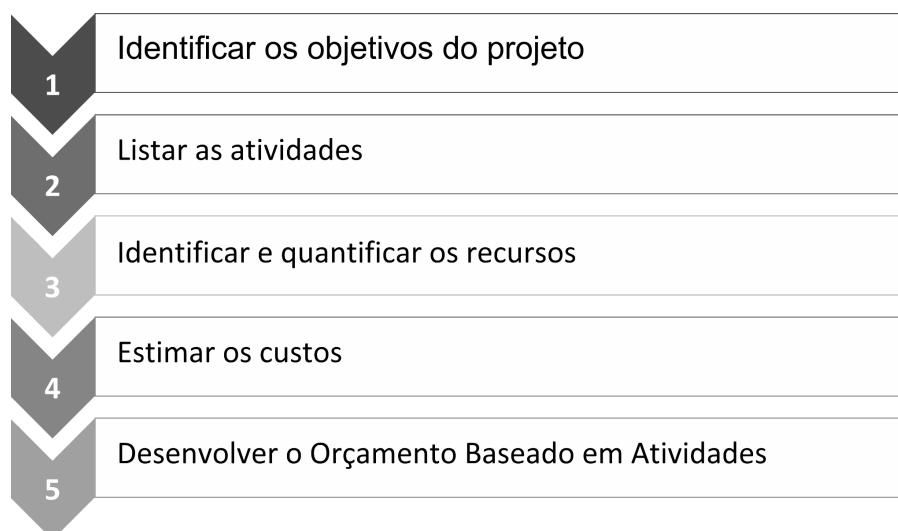 1
Identificar os objetivos do projeto
2
Listar as atividades
3
Identificar e quantificar os recursos
4
Estimar os custos
5
Desenvolver o Orçamento Baseado em Atividades